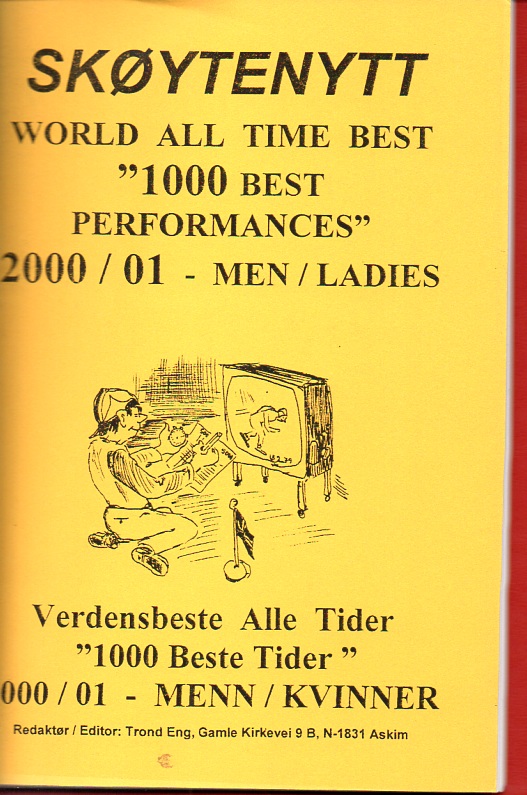 SKØYTENYTT
WORLD ALL TIME BEST
”1000 BEST
PERFORMANCES”
2000 / 01 - MEN / LADIES
Verdensbeste Alle Tider
”1000 Beste Tider ”
000 / 01 - MENN / KVINNER
Redaktør / Editor: Trond Eng, Gamle Kirkevei 9 B, N-1831 Askim